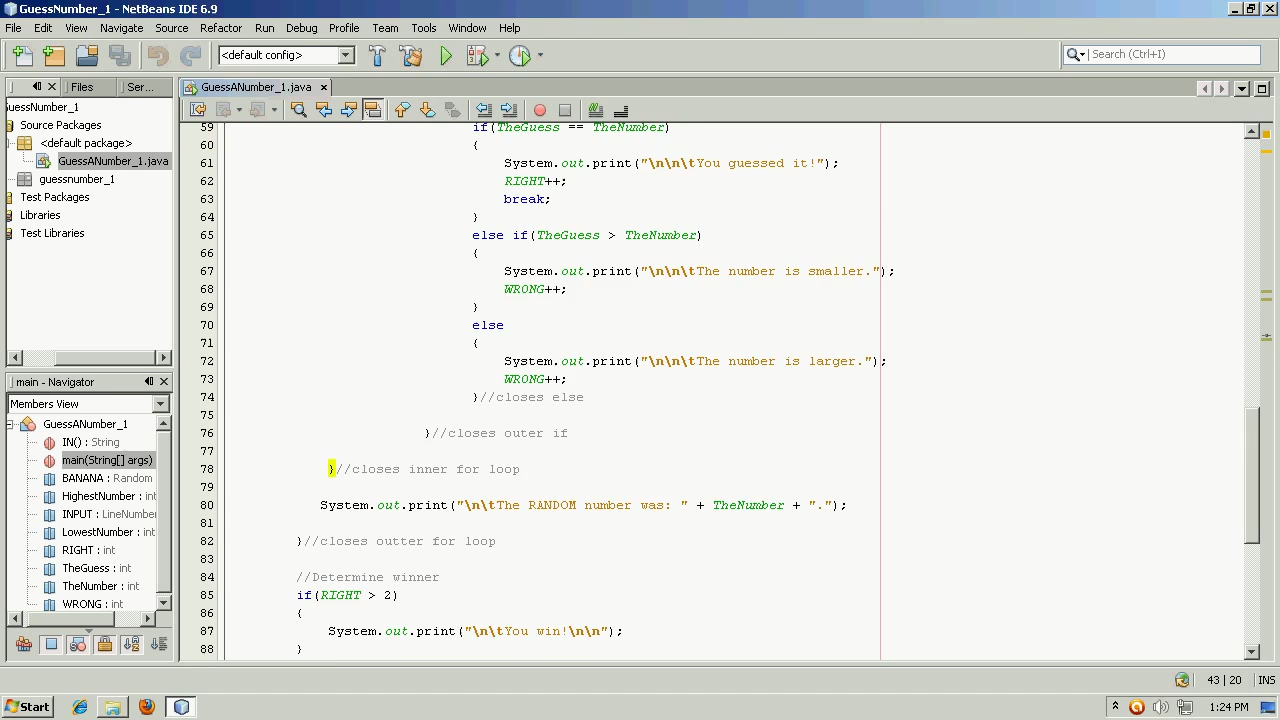 GuessNumber_1 - NetBeans IDE 6.9
File Edit View Navigate Source Refactor Run Debug Profile Team Tools Window Help
<default config>
Search (Ctrl+I)
Files Ser...
GuessANumber_1.java
uessNumber_1
Source Packages
<default package>
GuessANumber_1.java
guessnumber_1
Test Packages
Libraries
Test Libraries
main - Navigator
Members View
GuessANumber_1
IN() : String
main(String[] args)
BANANA : Random
HighestNumber : int
INPUT : LineNumbe
LowestNumber : int
RIGHT : int
TheGuess : int
TheNumber : int
WRONG : int
59 if(TheGuess == TheNumber)
60 {
61 System.out.print("\n\n\tYou guessed it!");
62 RIGHT++;
63 break;
64 }
65 else if(TheGuess > TheNumber)
66 {
67 System.out.print("\n\n\tThe number is smaller.");
68 WRONG++;
69 }
70 else
71 {
72 System.out.print("\n\n\tThe number is larger.");
73 WRONG++;
74 }//closes else
75
76 }//closes outer if
77
78 }//closes inner for loop
79
80 System.out.print("\n\tThe RANDOM number was: " + TheNumber + ".");
81
82 }//closes outter for loop
83
84 //Determine winner
85 if(RIGHT > 2)
86 {
87 System.out.print("\n\tYou win!\n\n");
88 }
43 | 20 INS
Start
1:24 PM